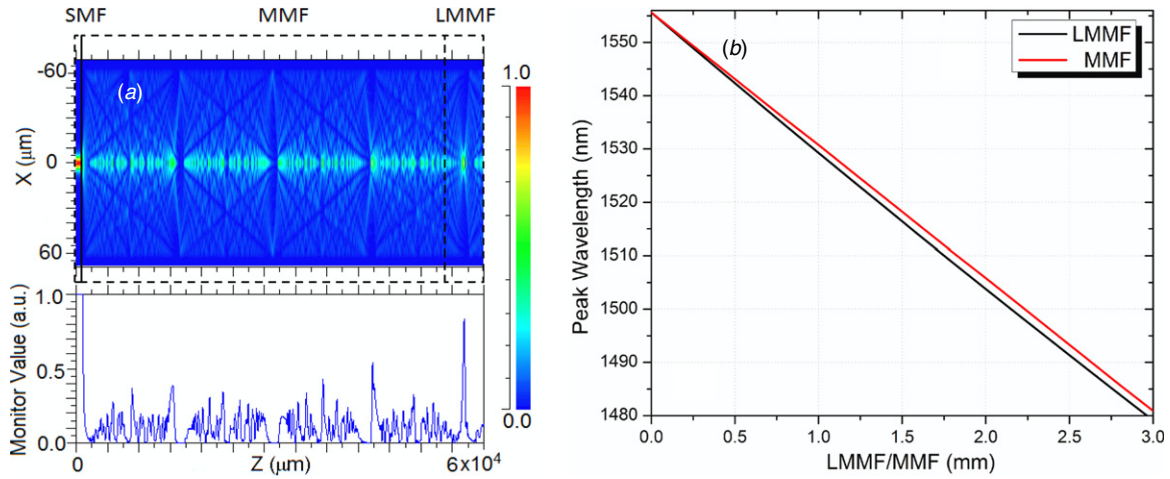 SMF MMF LMMF
(a)
1.0
0.0
X (μm)
-60
0
60
Monitor Value (a.u.)
1.0
0.5
0.0
0 Z (μm) 6x10⁴
(b)
LMMF
MMF
Peak Wavelength (nm)
1550
1540
1530
1520
1510
1500
1490
1480
0.0 0.5 1.0 1.5 2.0 2.5 3.0
LMMF/MMF (mm)